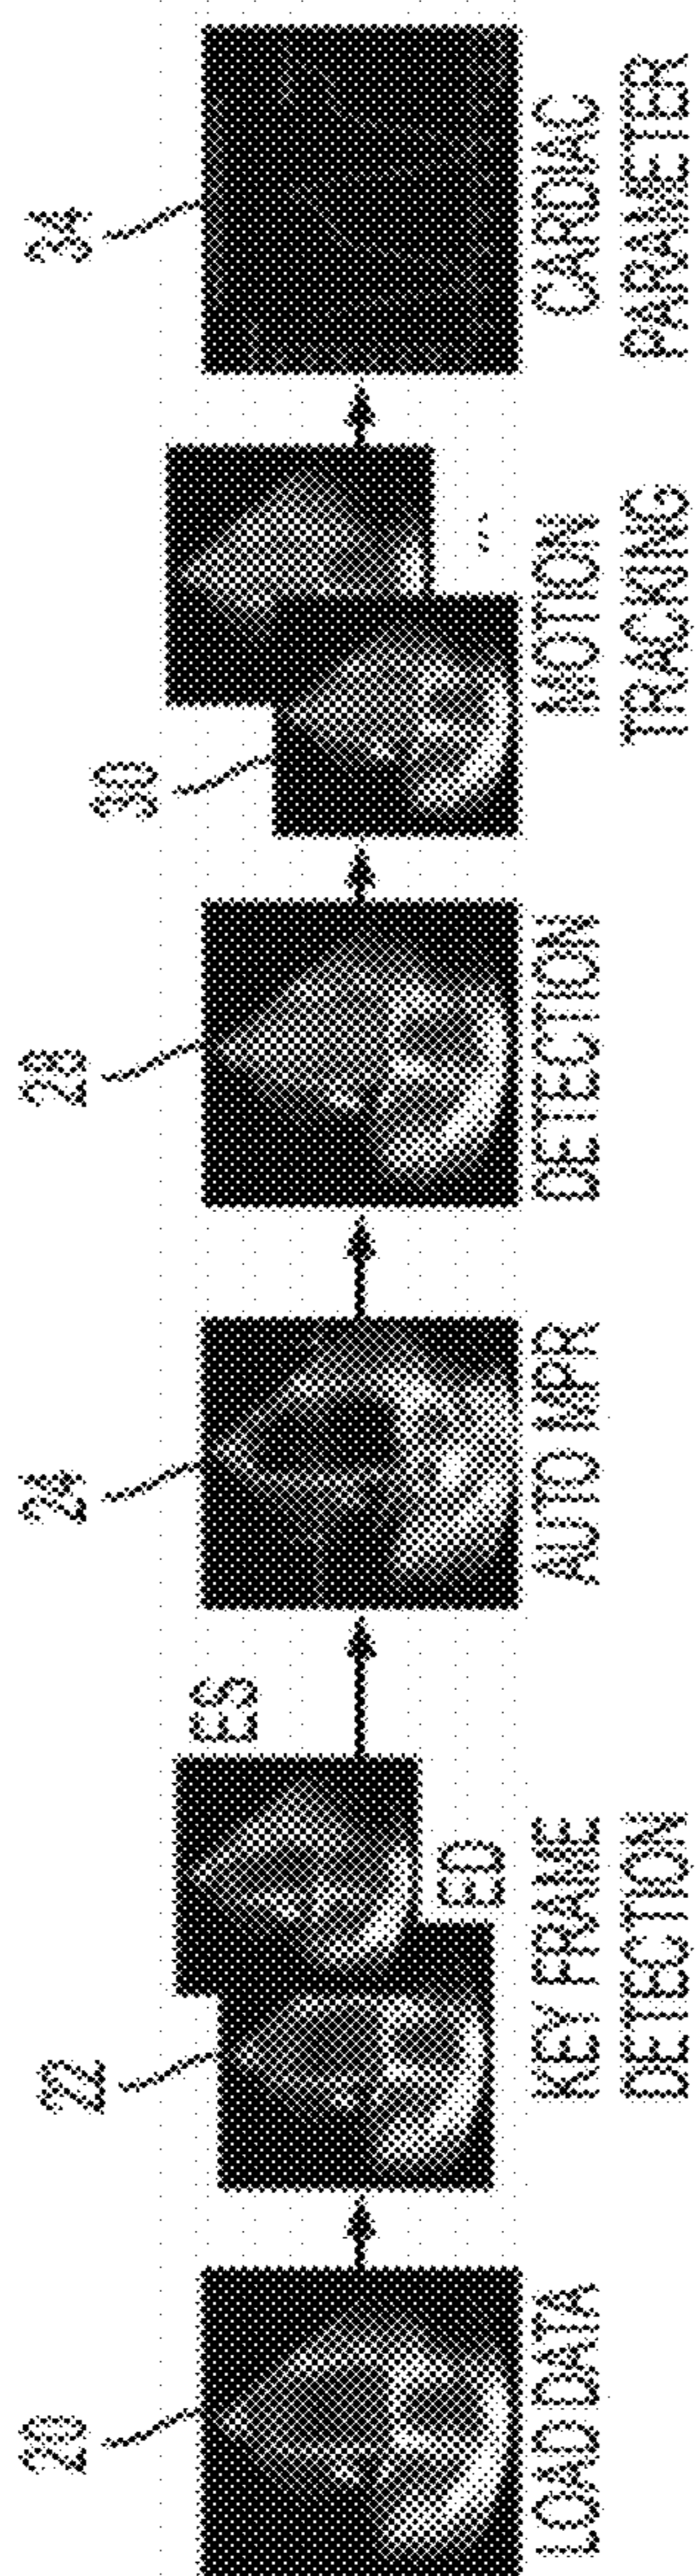 20
22
24
28
30
34
ES
ED
...
LOAD DATA
KEY FRAME
DETECTION
AUTO MPR
DETECTION
MOTION
TRACKING
CARDIAC
PARAMETER